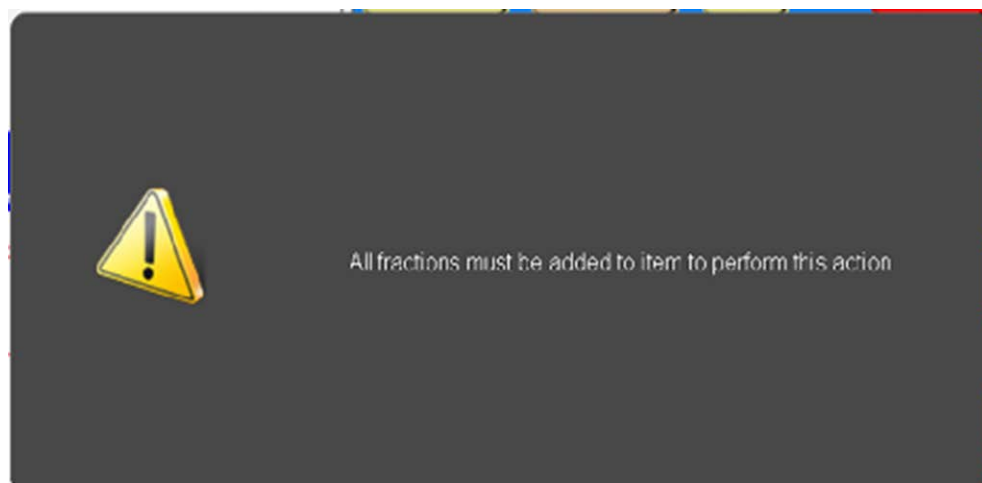 All fractions must be added to item to perform this action